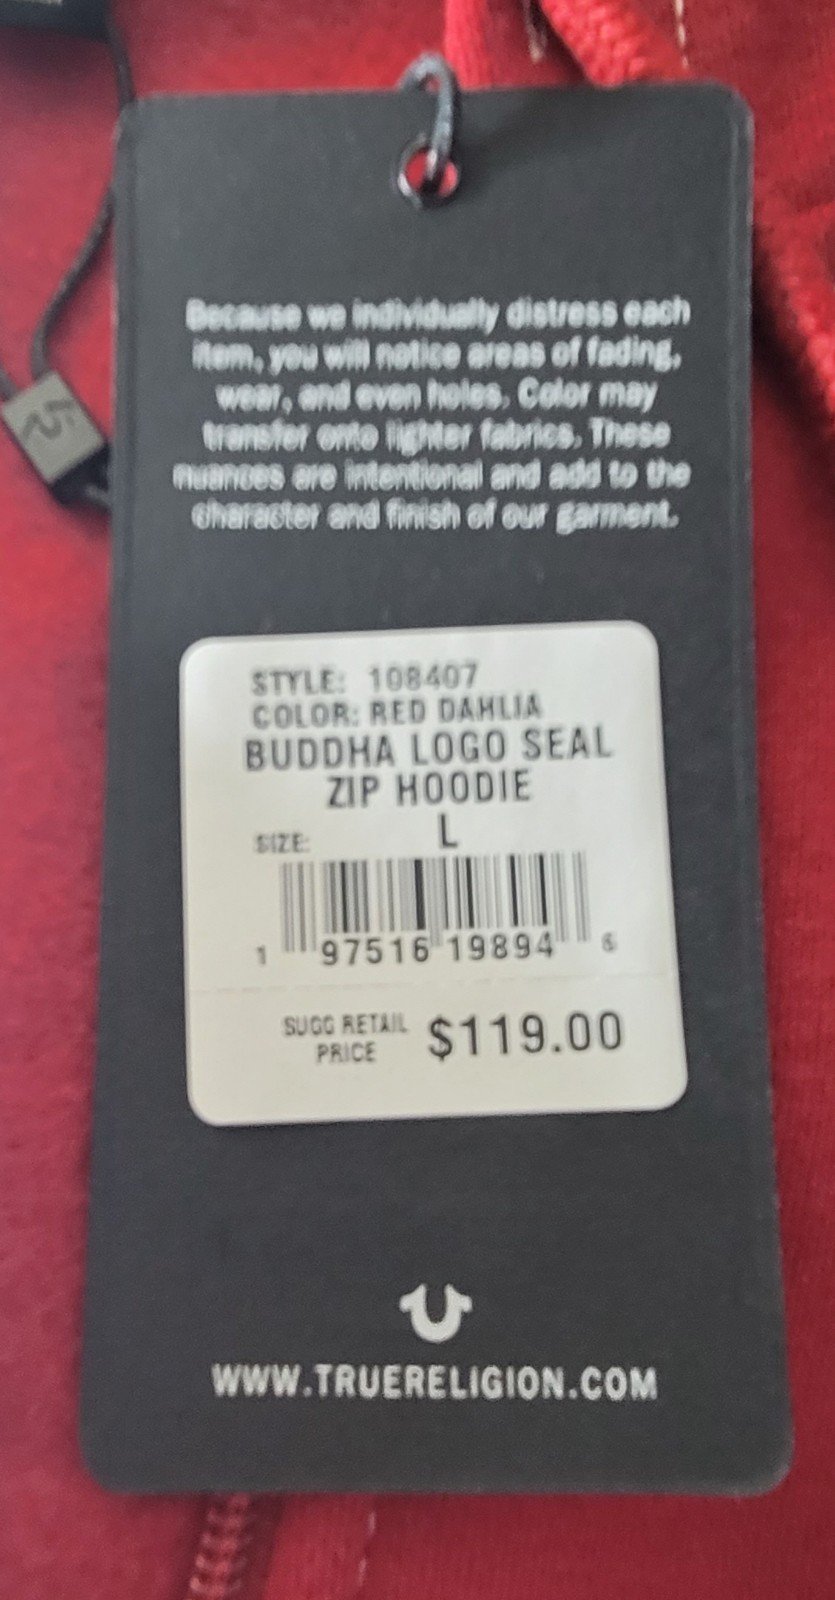 Because we individually distress each
item, you will notice areas of fading,
wear, and even holes. Color may
transfer onto lighter fabrics. These
nuances are intentional and add to the
character and finish of our garment.
STYLE: 108407
COLOR: RED DAHLIA
BUDDHA LOGO SEAL
ZIP HOODIE
SIZE: L
1 97516 19894 6
SUGG RETAIL
PRICE $119.00
WWW.TRUERELIGION.COM